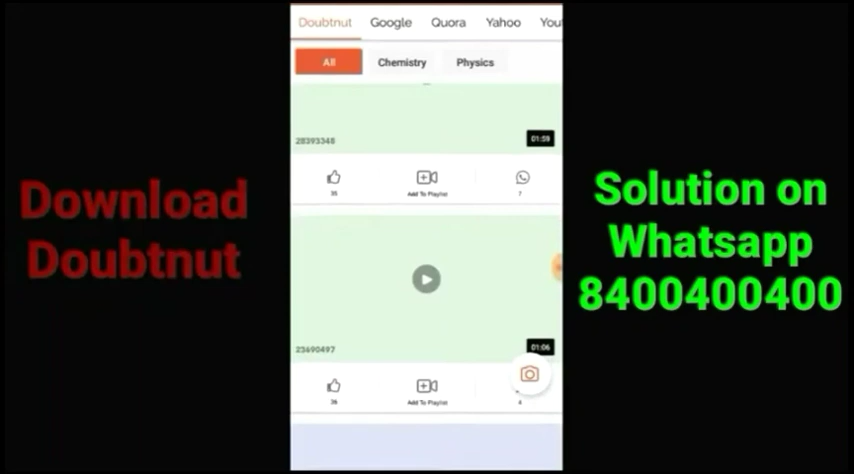 Doubtnut Google Quora Yahoo You
All Chemistry Physics
28393348 01:59
35 Add To Playlist 7
Download
Doubtnut
Solution on
Whatsapp
8400400400
23690497 01:06
36 Add To Playlist 4